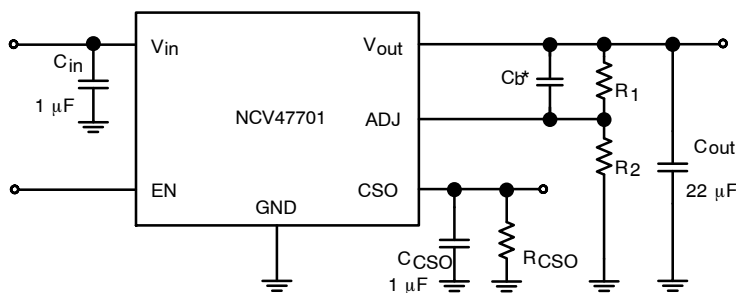 Cin
1 μF
Vin
Vout
NCV47701
ADJ
EN
CSO
GND
Cb*
R1
R2
Cout
22 μF
CCSO
1 μF
RCSO